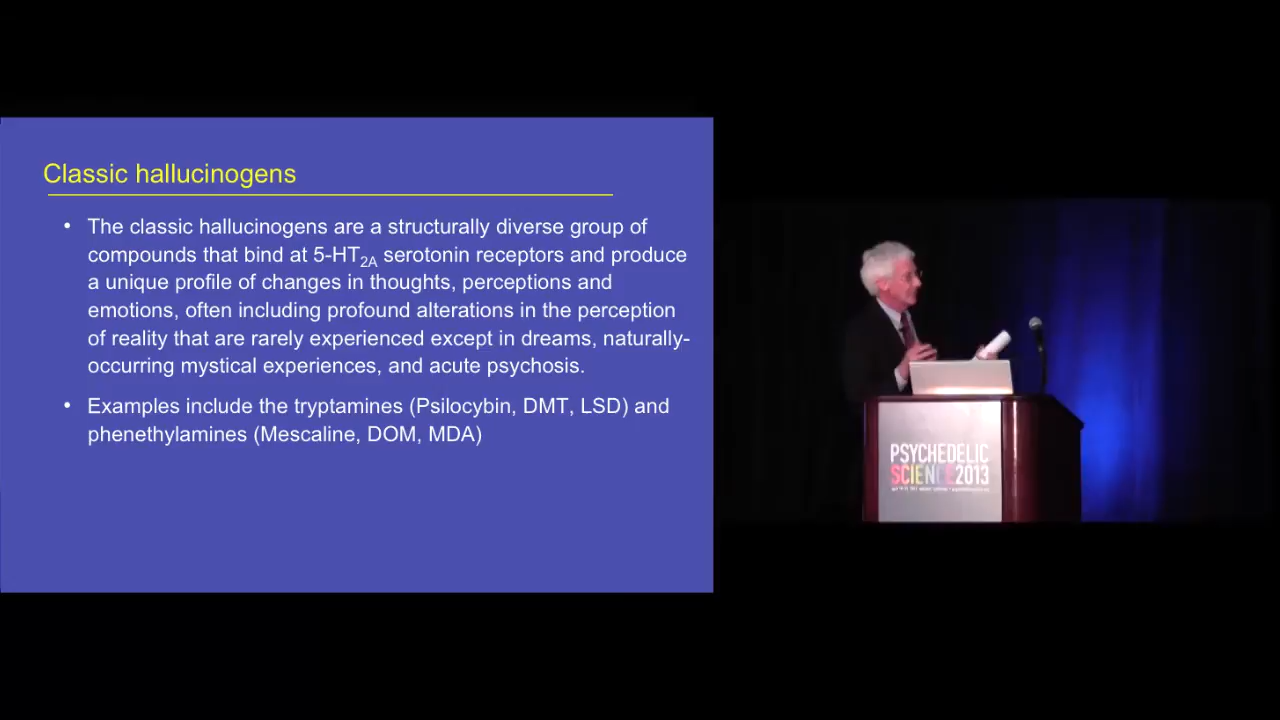 Classic hallucinogens
• The classic hallucinogens are a structurally diverse group of
compounds that bind at 5-HT2A serotonin receptors and produce
a unique profile of changes in thoughts, perceptions and
emotions, often including profound alterations in the perception
of reality that are rarely experienced except in dreams, naturally-
occurring mystical experiences, and acute psychosis.
• Examples include the tryptamines (Psilocybin, DMT, LSD) and
phenethylamines (Mescaline, DOM, MDA)
PSYCHEDELIC
SCIENCE2013